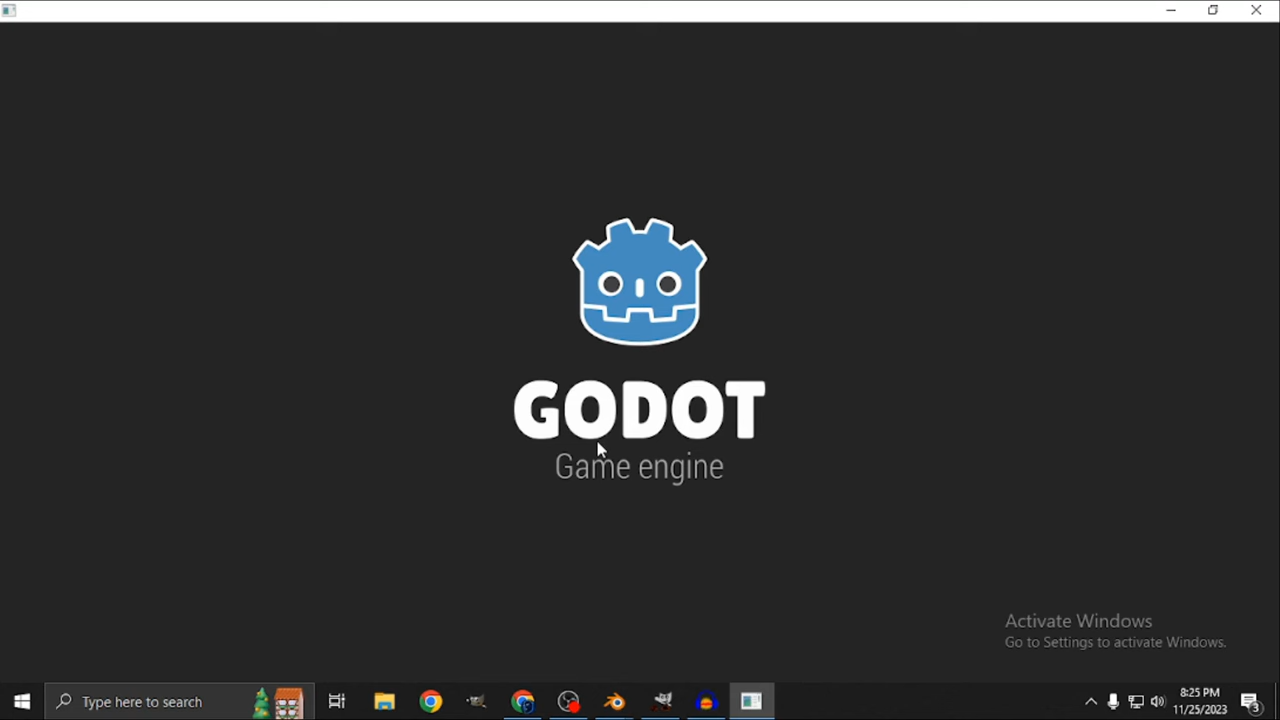 GODOT
Game engine
Activate Windows
Go to Settings to activate Windows.
Type here to search
8:25 PM
11/25/2023
3